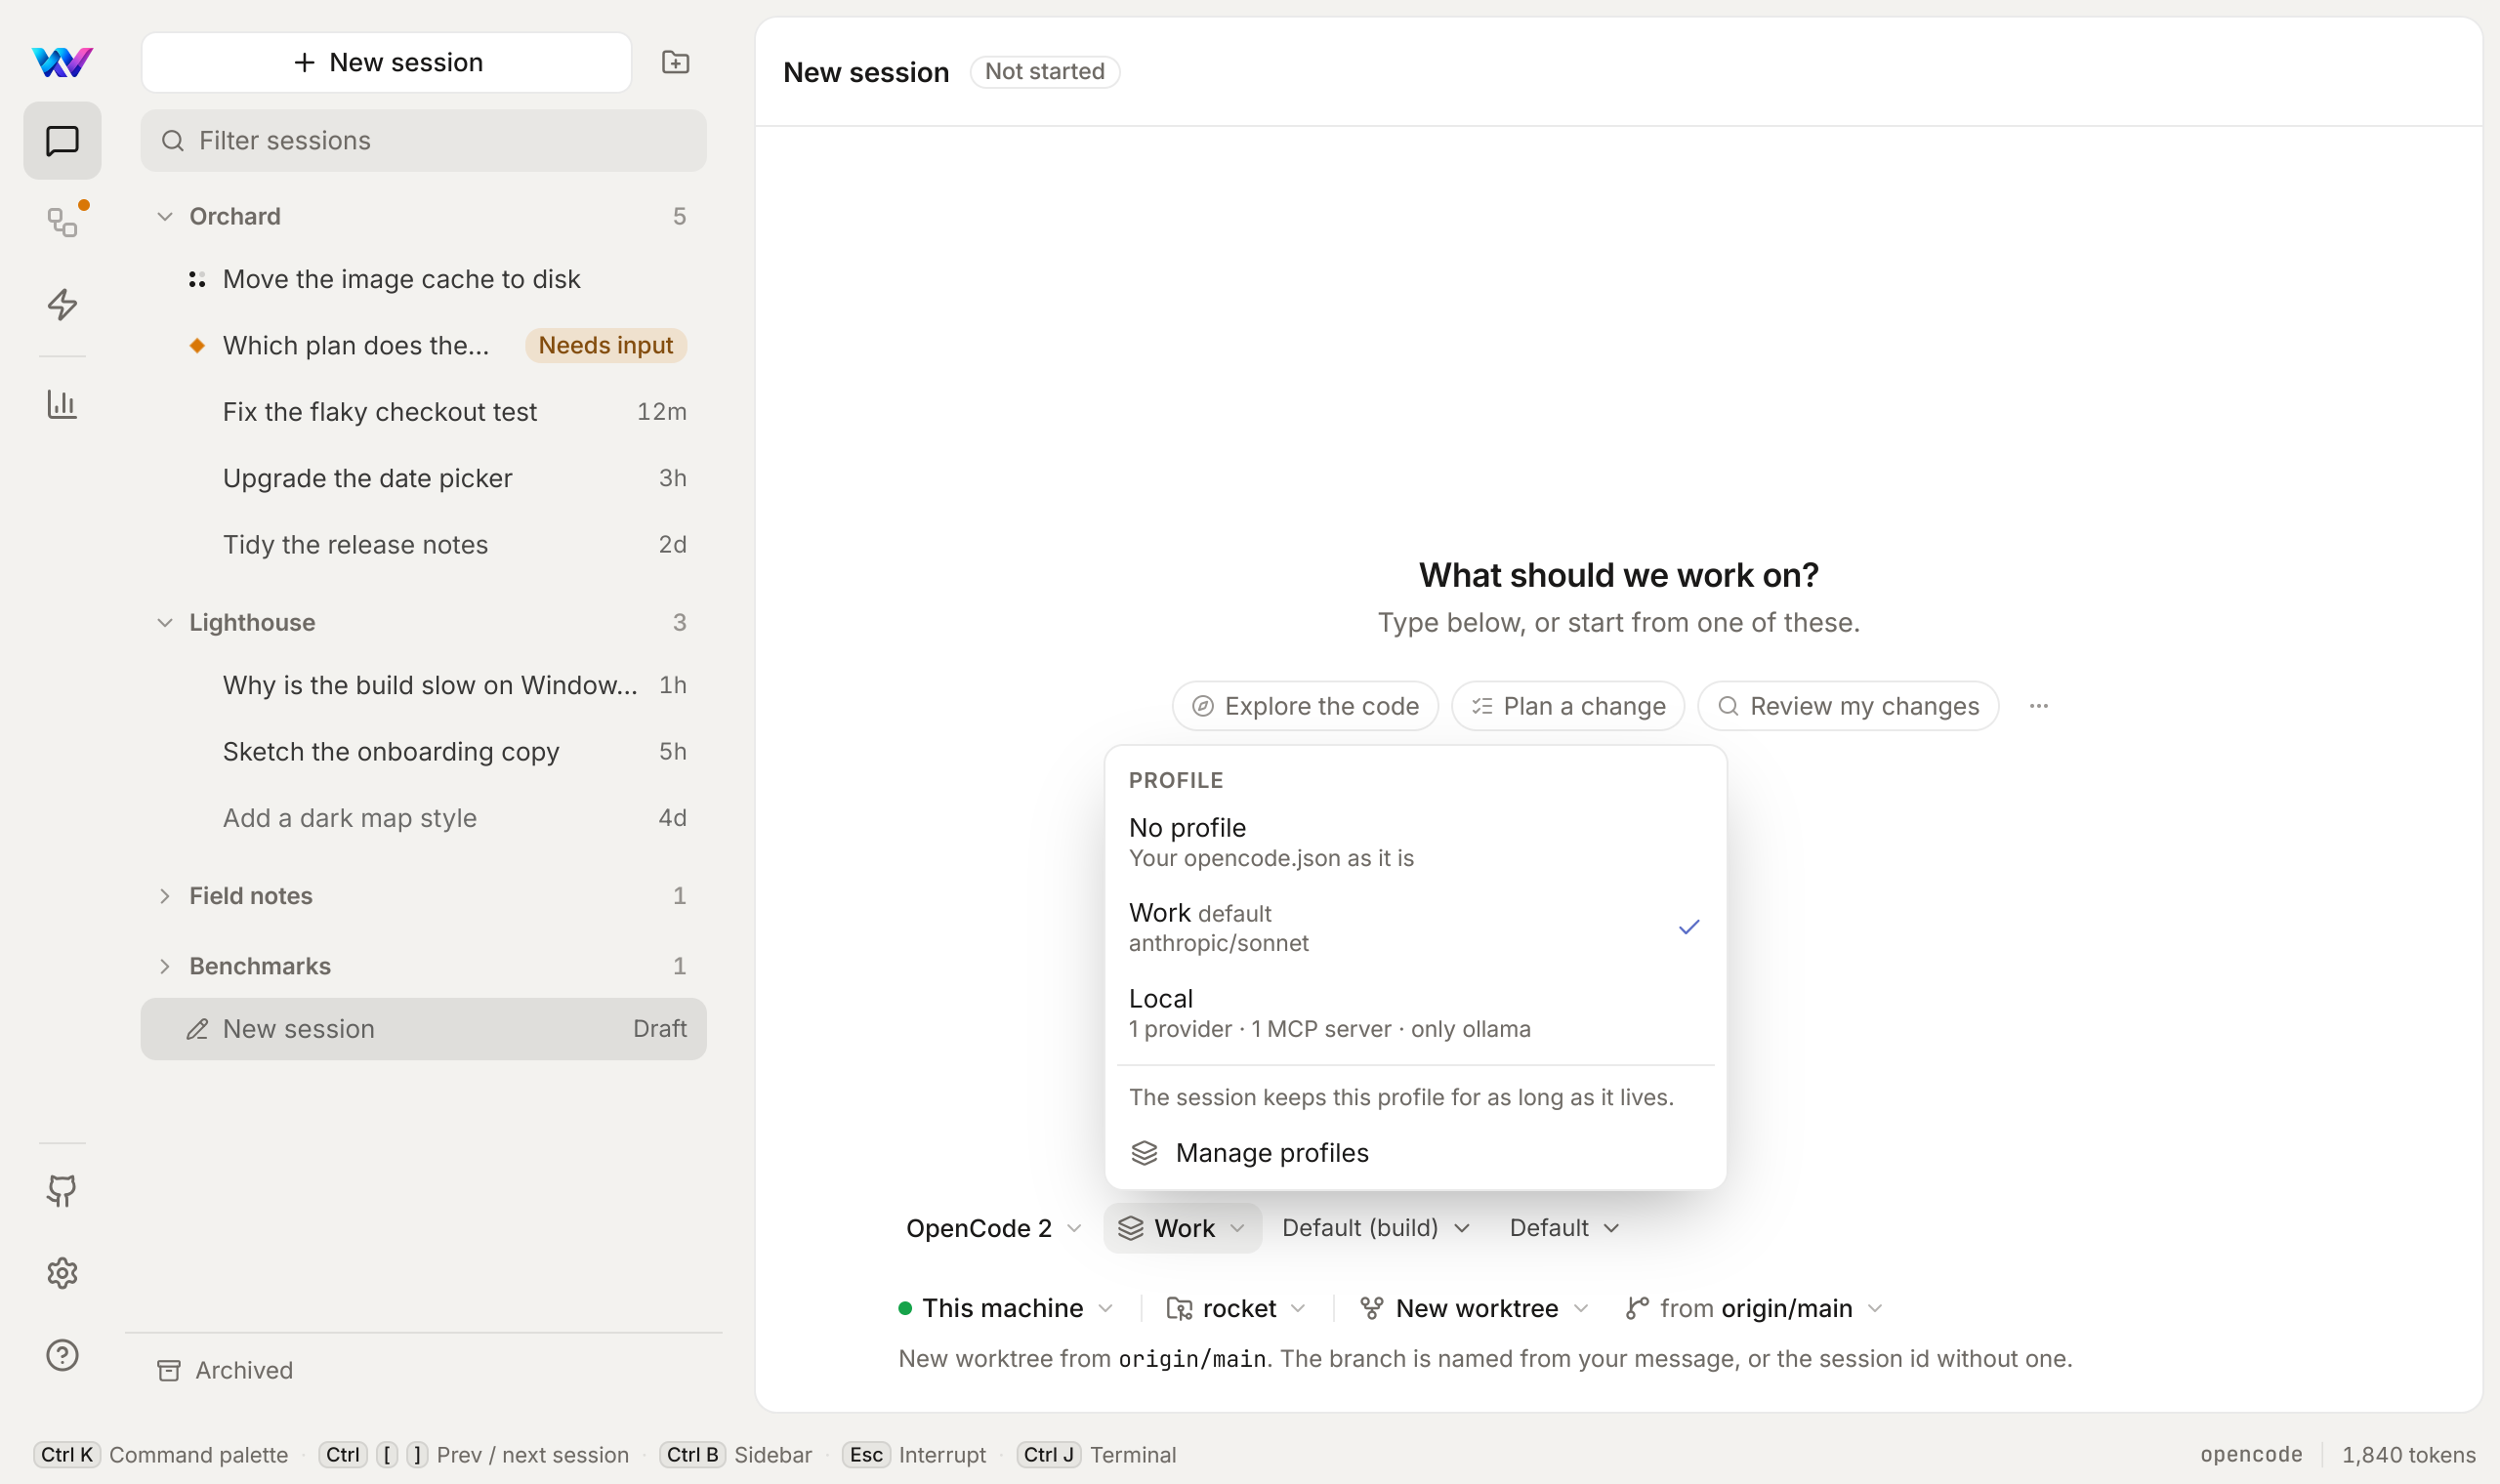 New session
Filter sessions
Orchard 5
Move the image cache to disk
Which plan does the... Needs input
Fix the flaky checkout test 12m
Upgrade the date picker 3h
Tidy the release notes 2d
Lighthouse 3
Why is the build slow on Window... 1h
Sketch the onboarding copy 5h
Add a dark map style 4d
Field notes 1
Benchmarks 1
New session Draft
Archived
New session Not started
What should we work on?
Type below, or start from one of these.
Explore the code Plan a change Review my changes
PROFILE
No profile
Your opencode.json as it is
Work default
anthropic/sonnet
Local
1 provider · 1 MCP server · only ollama
The session keeps this profile for as long as it lives.
Manage profiles
OpenCode 2 Work Default (build) Default
This machine rocket New worktree from origin/main
New worktree from origin/main. The branch is named from your message, or the session id without one.
Ctrl K Command palette · Ctrl [ ] Prev / next session · Ctrl B Sidebar · Esc Interrupt · Ctrl J Terminal opencode 1,840 tokens